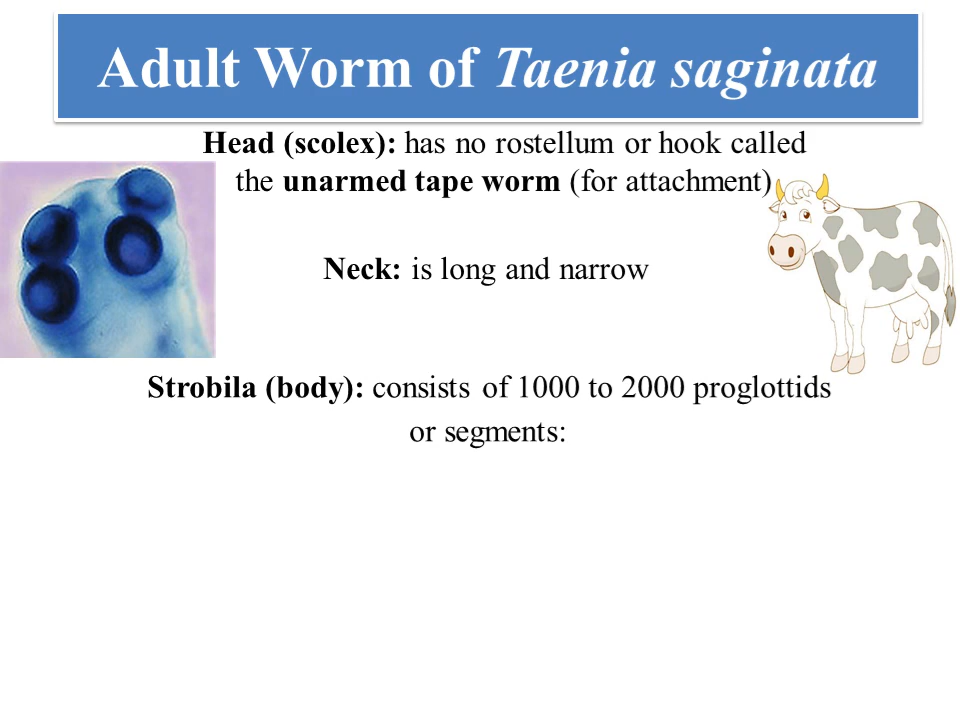 Adult Worm of Taenia saginata
Head (scolex): has no rostellum or hook called
the unarmed tape worm (for attachment)
Neck: is long and narrow
Strobila (body): consists of 1000 to 2000 proglottids
or segments: